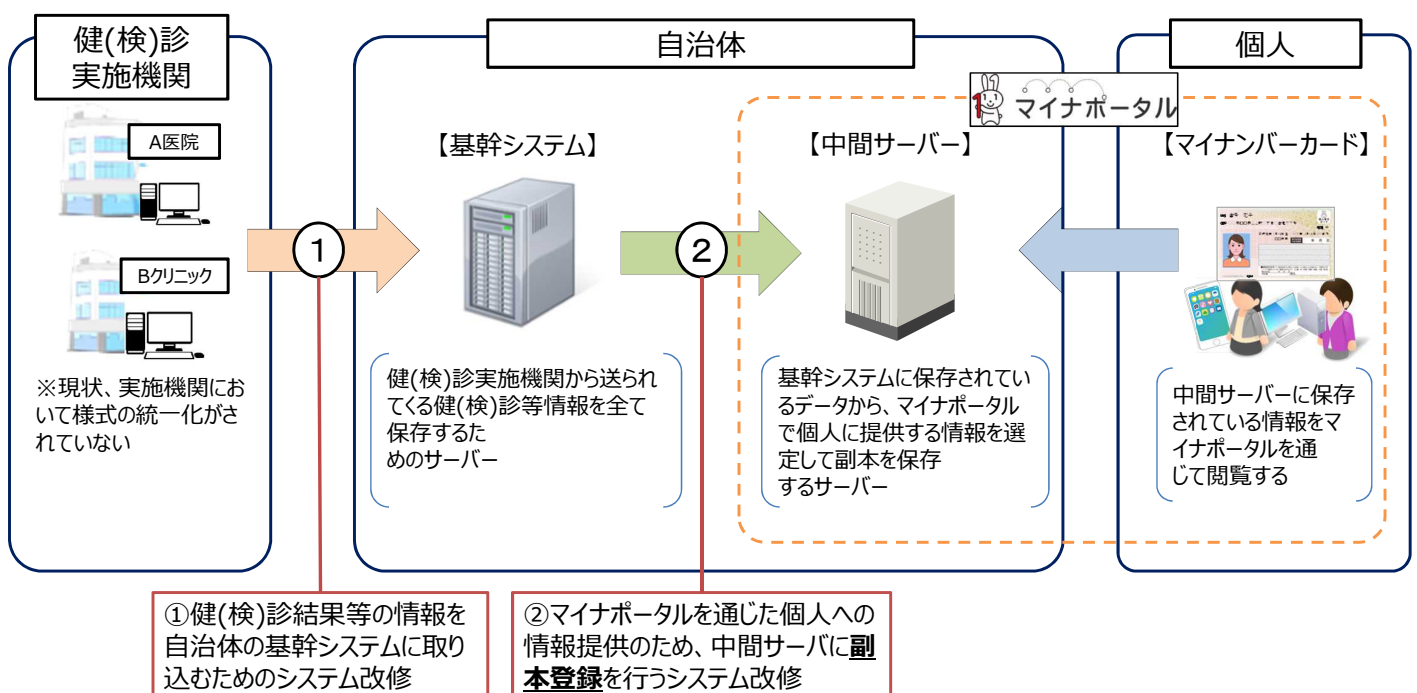 健(検)診
実施機関
自治体
個人
マイナポータル
A医院
Bクリニック
※現状、実施機関にお
いて様式の統一化がさ
れていない
1
【基幹システム】
健(検)診実施機関から送られ
てくる健(検)診等情報を全て
保存するた
めのサーバー
2
【中間サーバー】
基幹システムに保存されてい
るデータから、マイナポータル
で個人に提供する情報を選
定して副本を保存
するサーバー
【マイナンバーカード】
中間サーバーに保存
されている情報をマ
イナポータルを通
じて閲覧する
①健(検)診結果等の情報を
自治体の基幹システムに取り
込むためのシステム改修
②マイナポータルを通じた個人への
情報提供のため、中間サーバに副
本登録を行うシステム改修